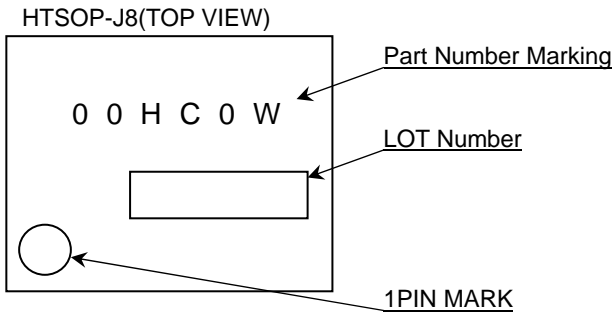 HTSOP-J8(TOP VIEW)
Part Number Marking
0 0 H C 0 W
LOT Number
1PIN MARK